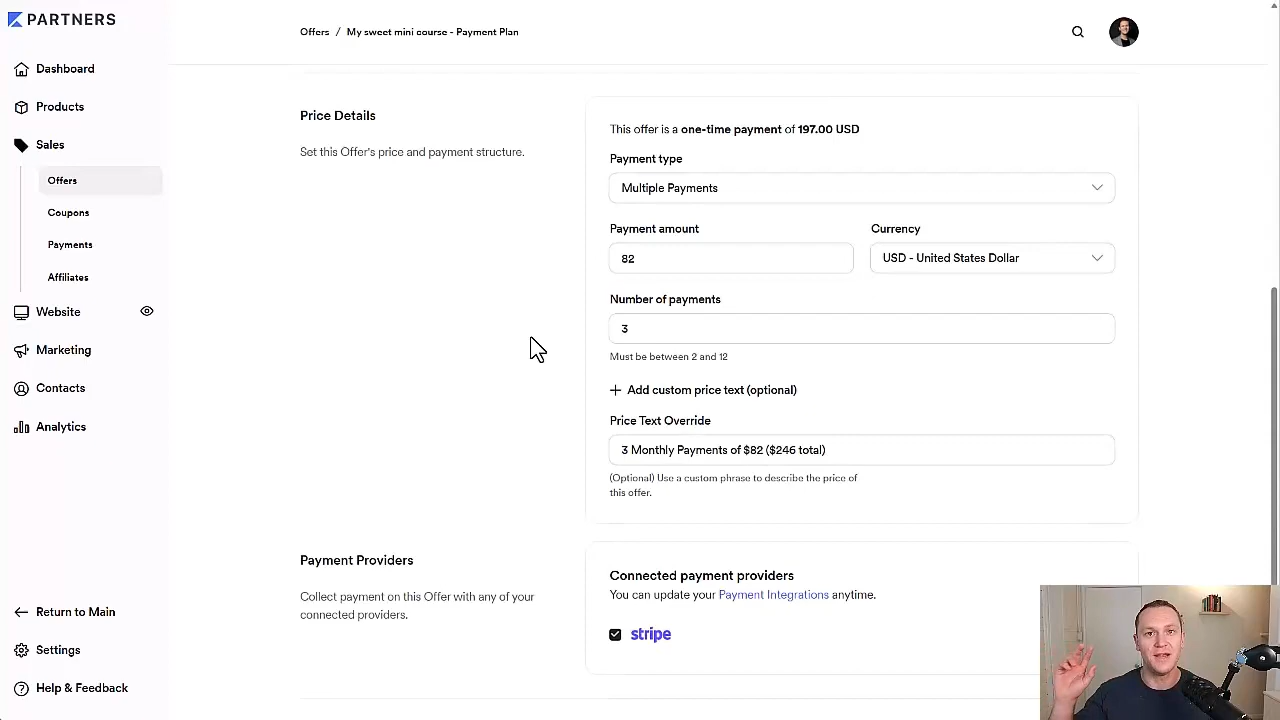 PARTNERS
Offers / My sweet mini course - Payment Plan
Dashboard
Products
Sales
Offers
Coupons
Payments
Affiliates
Website
Marketing
Contacts
Analytics
Return to Main
Settings
Help & Feedback
Price Details
Set this Offer's price and payment structure.
This offer is a one-time payment of 197.00 USD
Payment type
Multiple Payments
Payment amount
Currency
82
USD - United States Dollar
Number of payments
3
Must be between 2 and 12
Add custom price text (optional)
Price Text Override
3 Monthly Payments of $82 ($246 total)
(Optional) Use a custom phrase to describe the price of
this offer.
Payment Providers
Collect payment on this Offer with any of your
connected providers.
Connected payment providers
You can update your Payment Integrations anytime.
stripe